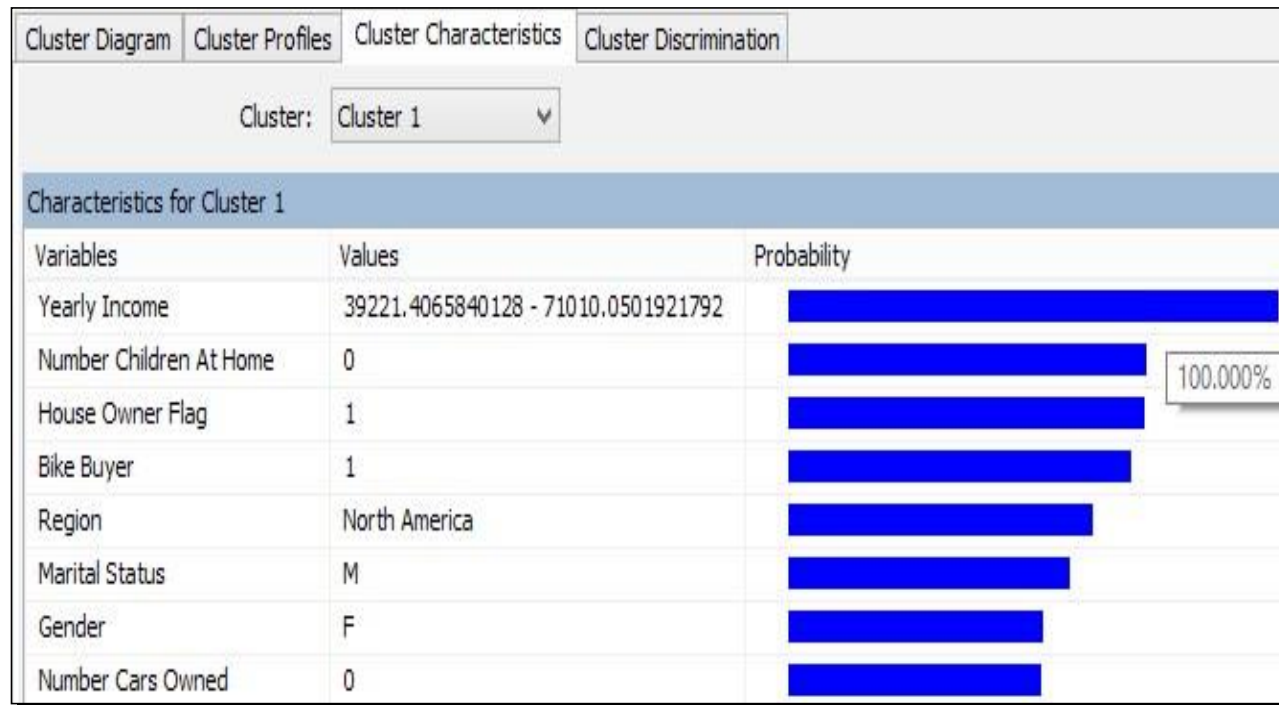 Cluster Diagram Cluster Profiles Cluster Characteristics Cluster Discrimination
Cluster: Cluster 1
Characteristics for Cluster 1
Variables Values Probability
Yearly Income 39221.4065840128 - 71010.0501921792
Number Children At Home 0
100.000%
House Owner Flag 1
Bike Buyer 1
Region North America
Marital Status M
Gender F
Number Cars Owned 0